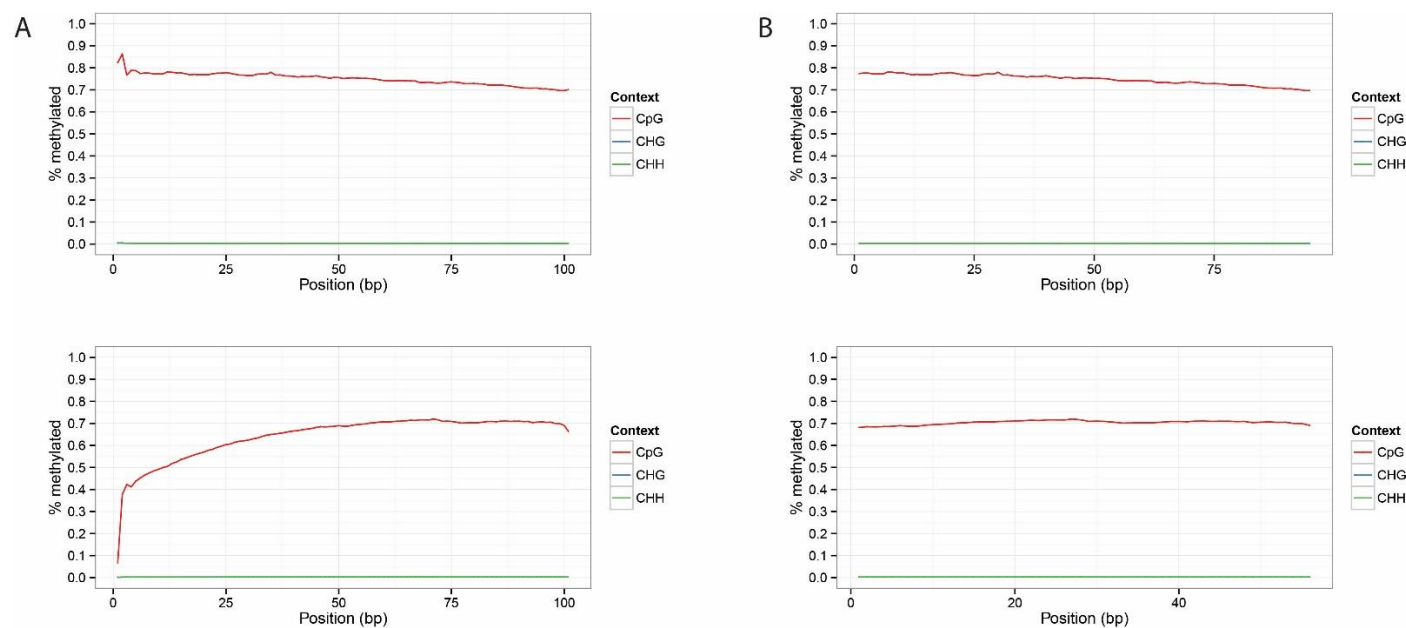 A
1.0
0.9
0.8
0.7
0.6
0.5
0.4
0.3
0.2
0.1
0.0
% methylated
0 25 50 75 100
Position (bp)
Context
CpG
CHG
CHH
B
1.0
0.9
0.8
0.7
0.6
0.5
0.4
0.3
0.2
0.1
0.0
% methylated
0 25 50 75
Position (bp)
Context
CpG
CHG
CHH
1.0
0.9
0.8
0.7
0.6
0.5
0.4
0.3
0.2
0.1
0.0
% methylated
0 25 50 75 100
Position (bp)
Context
CpG
CHG
CHH
1.0
0.9
0.8
0.7
0.6
0.5
0.4
0.3
0.2
0.1
0.0
% methylated
0 20 40
Position (bp)
Context
CpG
CHG
CHH